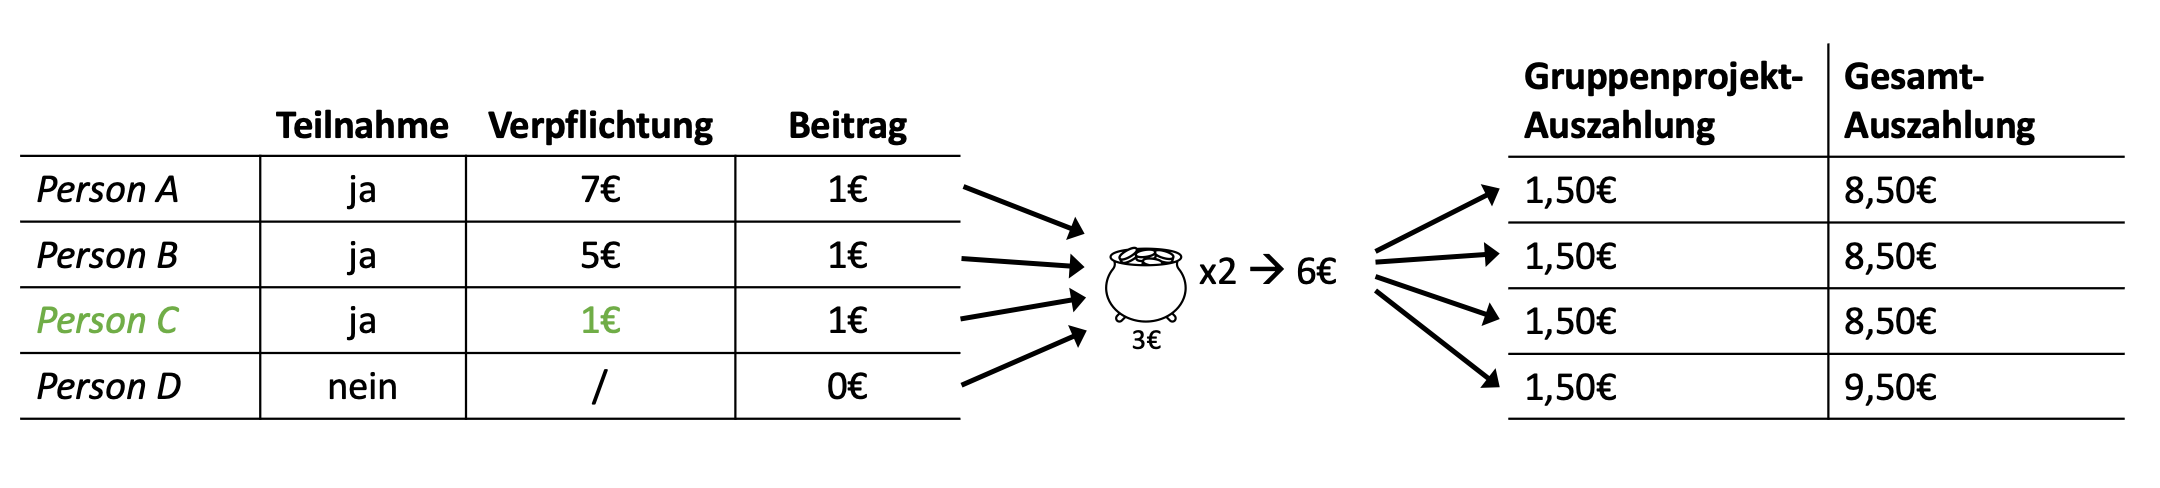 Teilnahme Verpflichtung Beitrag Gruppenprojekt-Auszahlung Gesamt-Auszahlung
Person A ja 7€ 1€ 1,50€ 8,50€
Person B ja 5€ 1€ 1,50€ 8,50€
x2 → 6€
Person C ja 1€ 1€ 1,50€ 8,50€
3€
Person D nein / 0€ 1,50€ 9,50€